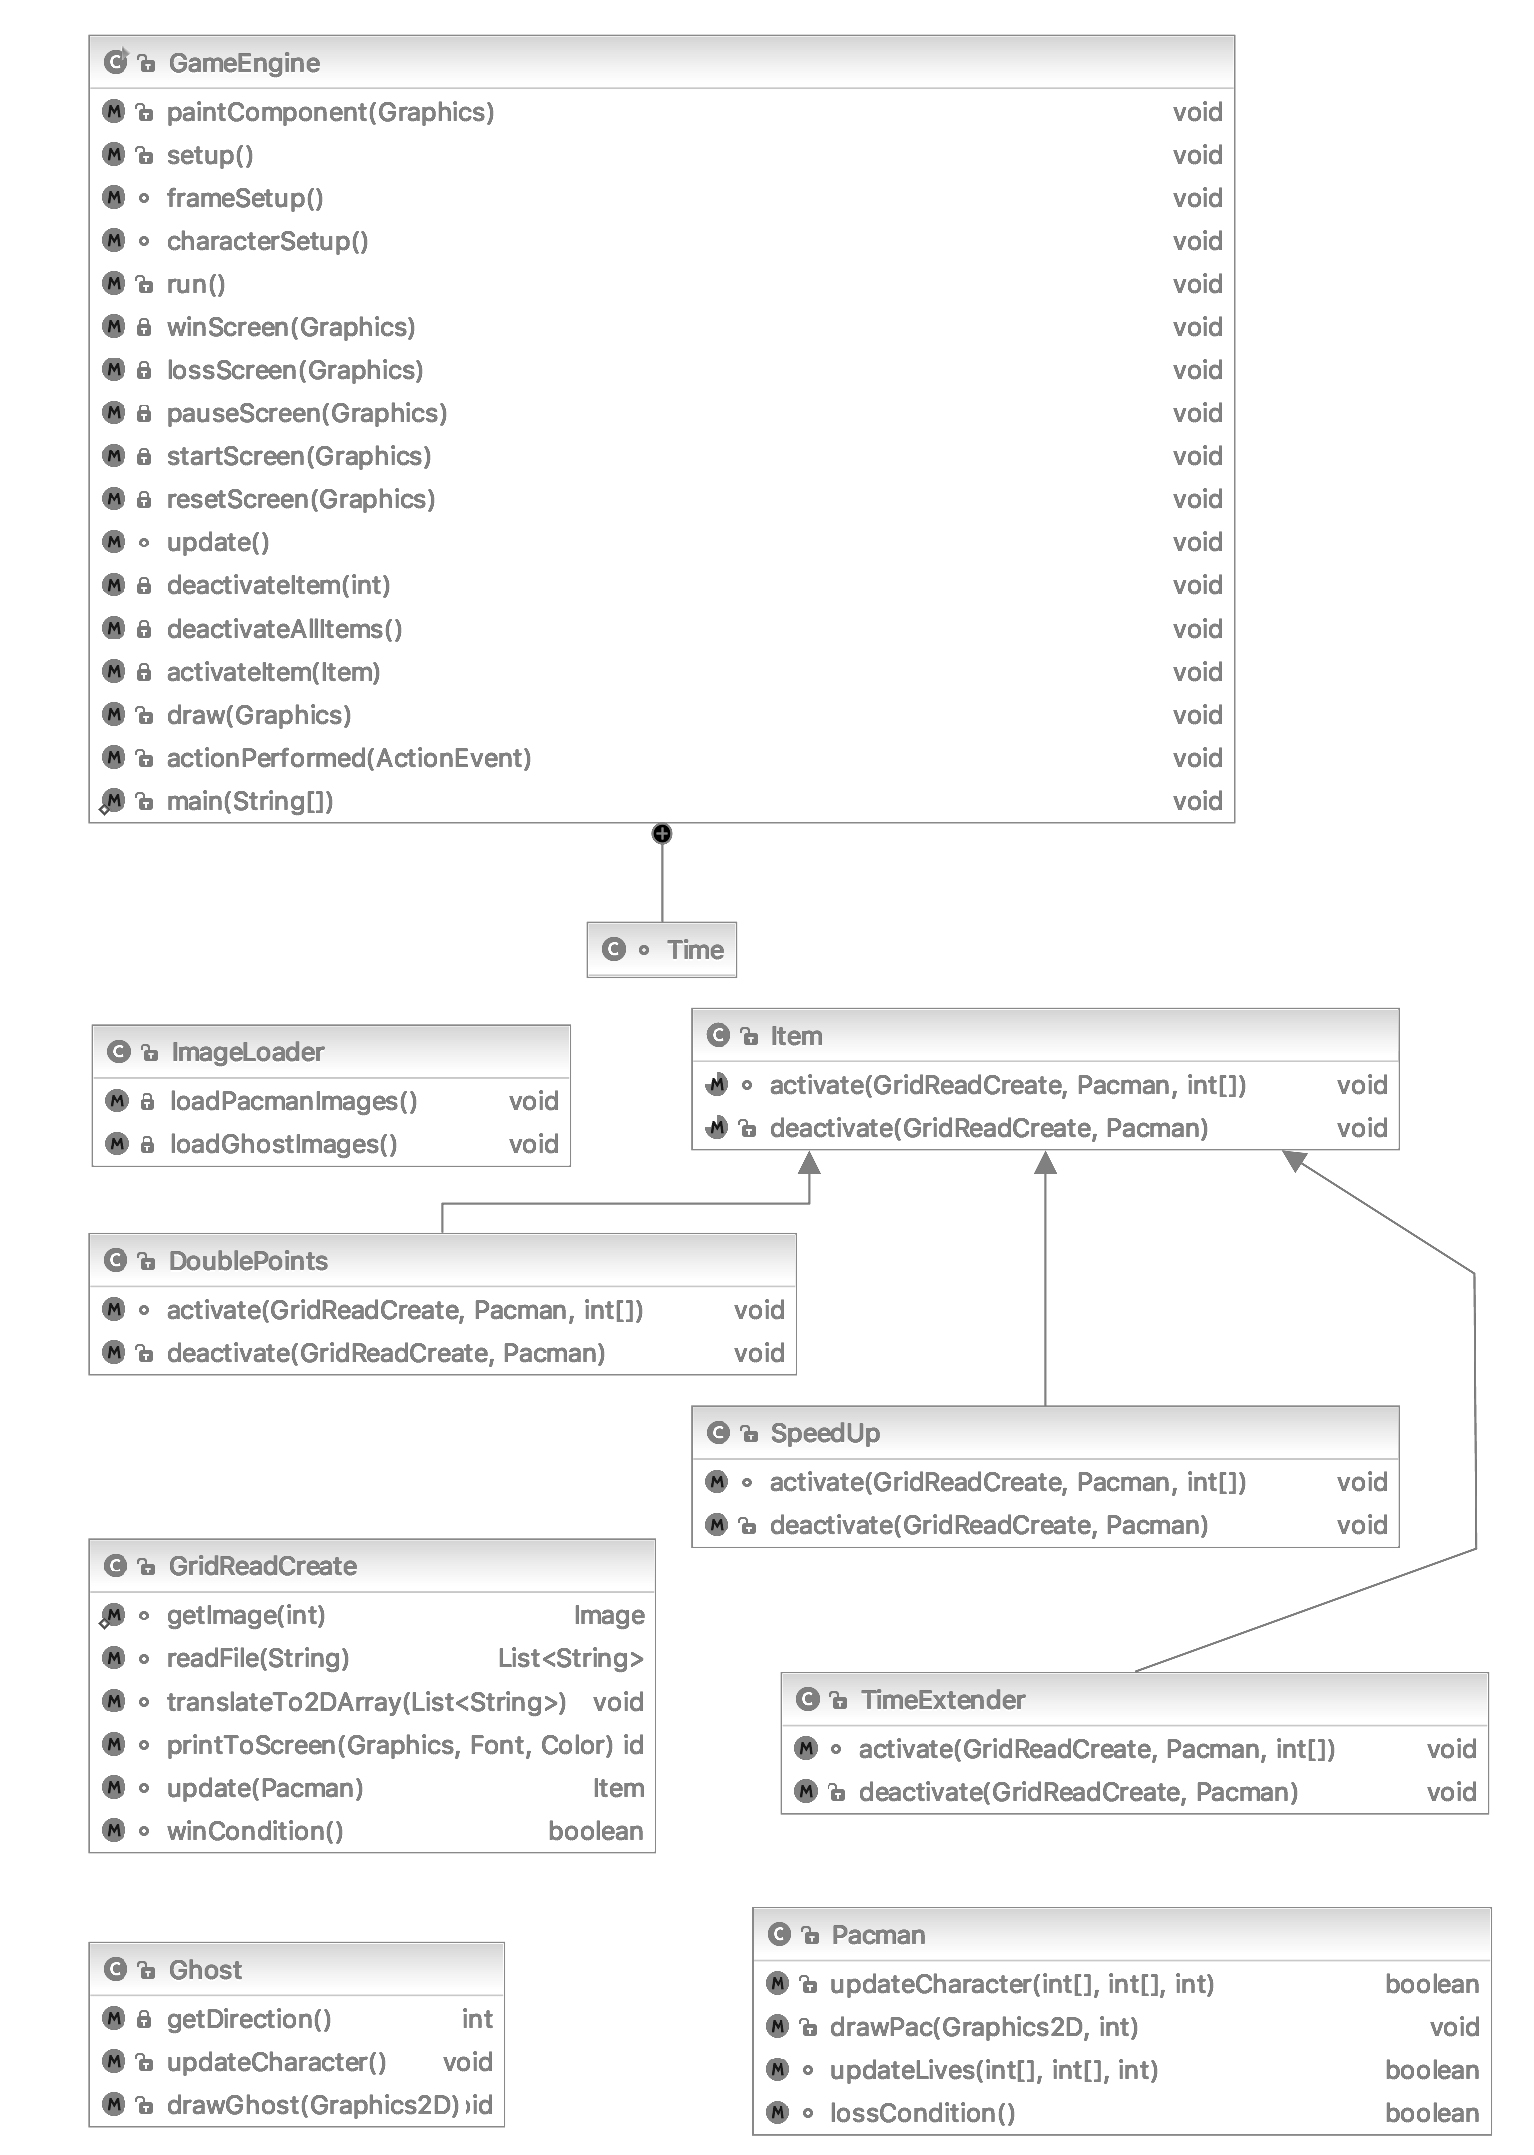 GameEngine
paintComponent(Graphics) void
setup() void
frameSetup() void
characterSetup() void
run() void
winScreen(Graphics) void
lossScreen(Graphics) void
pauseScreen(Graphics) void
startScreen(Graphics) void
resetScreen(Graphics) void
update() void
deactivateItem(int) void
deactivateAllItems() void
activateItem(Item) void
draw(Graphics) void
actionPerformed(ActionEvent) void
main(String[]) void
Time
ImageLoader
loadPacmanImages() void
loadGhostImages() void
Item
activate(GridReadCreate, Pacman, int[]) void
deactivate(GridReadCreate, Pacman) void
DoublePoints
activate(GridReadCreate, Pacman, int[]) void
deactivate(GridReadCreate, Pacman) void
SpeedUp
activate(GridReadCreate, Pacman, int[]) void
deactivate(GridReadCreate, Pacman) void
GridReadCreate
getImage(int) Image
readFile(String) List<String>
translateTo2DArray(List<String>) void
printToScreen(Graphics, Font, Color) id
update(Pacman) Item
winCondition() boolean
TimeExtender
activate(GridReadCreate, Pacman, int[]) void
deactivate(GridReadCreate, Pacman) void
Ghost
getDirection() int
updateCharacter() void
drawGhost(Graphics2D) id
Pacman
updateCharacter(int[], int[], int) boolean
drawPac(Graphics2D, int) void
updateLives(int[], int[], int) boolean
lossCondition() boolean